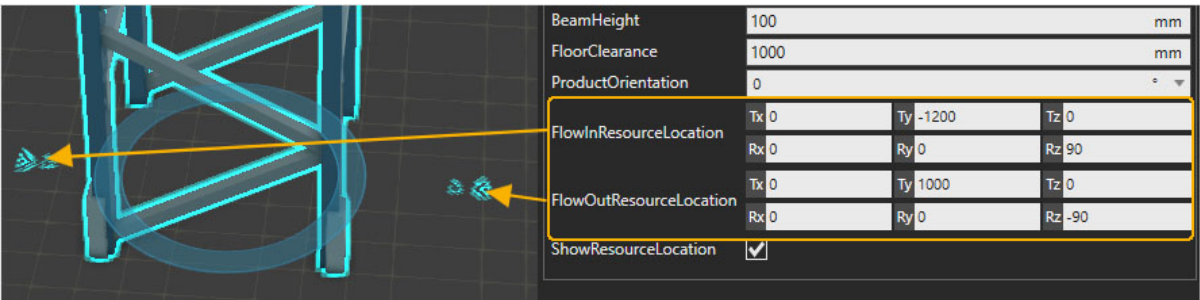 BeamHeight 100 mm
FloorClearance 1000 mm
ProductOrientation 0 °
FlowInResourceLocation
Tx 0 Ty -1200 Tz 0
Rx 0 Ry 0 Rz 90
FlowOutResourceLocation
Tx 0 Ty 1000 Tz 0
Rx 0 Ry 0 Rz -90
ShowResourceLocation